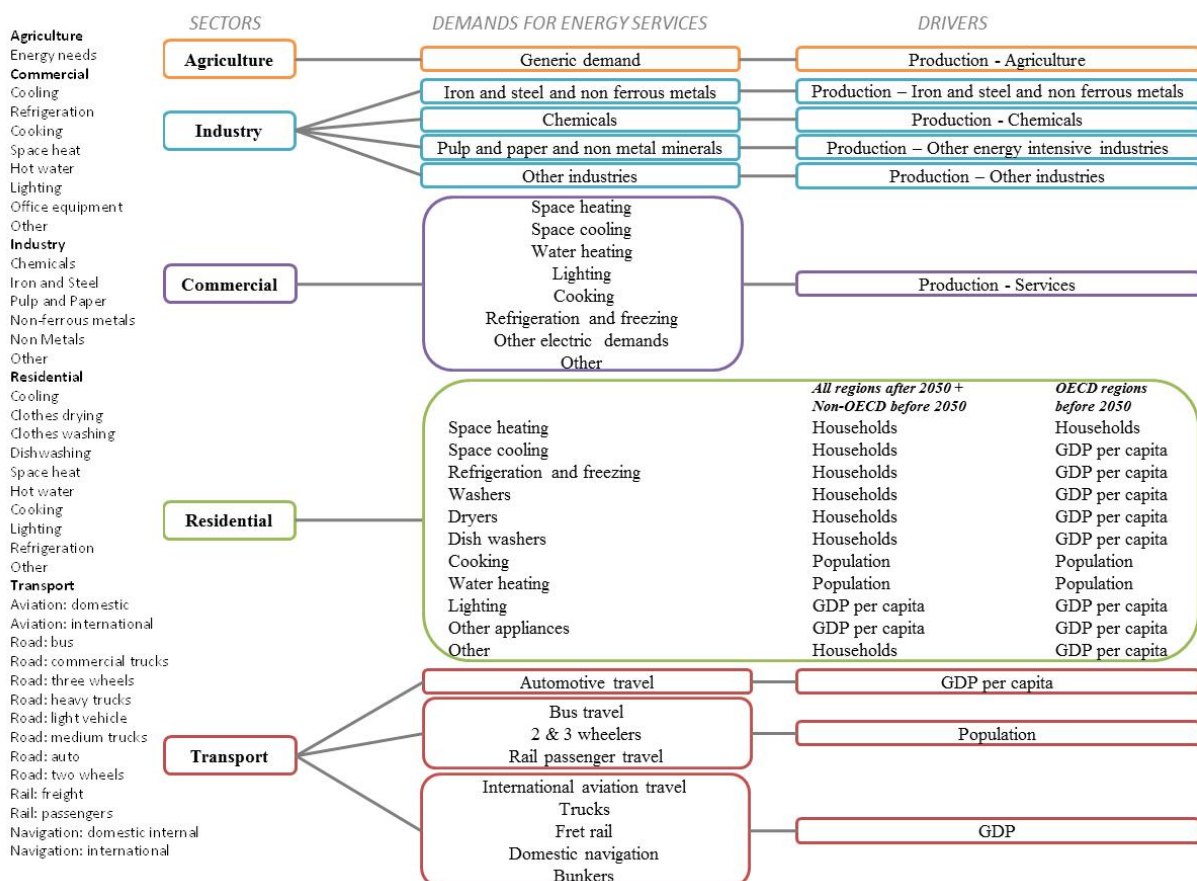 SECTORS
DEMANDS FOR ENERGY SERVICES
DRIVERS
Agriculture
Energy needs
Commercial
Cooling
Refrigeration
Cooking
Space heat
Hot water
Lighting
Office equipment
Other
Industry
Chemicals
Iron and Steel
Pulp and Paper
Non-ferrous metals
Non Metals
Other
Residential
Cooling
Clothes drying
Clothes washing
Dishwashing
Space heat
Hot water
Cooking
Lighting
Refrigeration
Other
Transport
Aviation: domestic
Aviation: international
Road: bus
Road: commercial trucks
Road: three wheels
Road: heavy trucks
Road: light vehicle
Road: medium trucks
Road: auto
Road: two wheels
Rail: freight
Rail: passengers
Navigation: domestic internal
Navigation: international
Agriculture
Generic demand
Production - Agriculture
Industry
Iron and steel and non ferrous metals
Production – Iron and steel and non ferrous metals
Chemicals
Production - Chemicals
Pulp and paper and non metal minerals
Production – Other energy intensive industries
Other industries
Production – Other industries
Commercial
Space heating
Space cooling
Water heating
Lighting
Cooking
Refrigeration and freezing
Other electric demands
Other
Production - Services
Residential
All regions after 2050 +
Non-OECD before 2050
OECD regions
before 2050
Space heating Households Households
Space cooling Households GDP per capita
Refrigeration and freezing Households GDP per capita
Washers Households GDP per capita
Dryers Households GDP per capita
Dish washers Households GDP per capita
Cooking Population Population
Water heating Population Population
Lighting GDP per capita GDP per capita
Other appliances GDP per capita GDP per capita
Other Households GDP per capita
Transport
Automotive travel
GDP per capita
Bus travel
2 & 3 wheelers
Rail passenger travel
Population
International aviation travel
Trucks
Fret rail
Domestic navigation
Bunkers
GDP